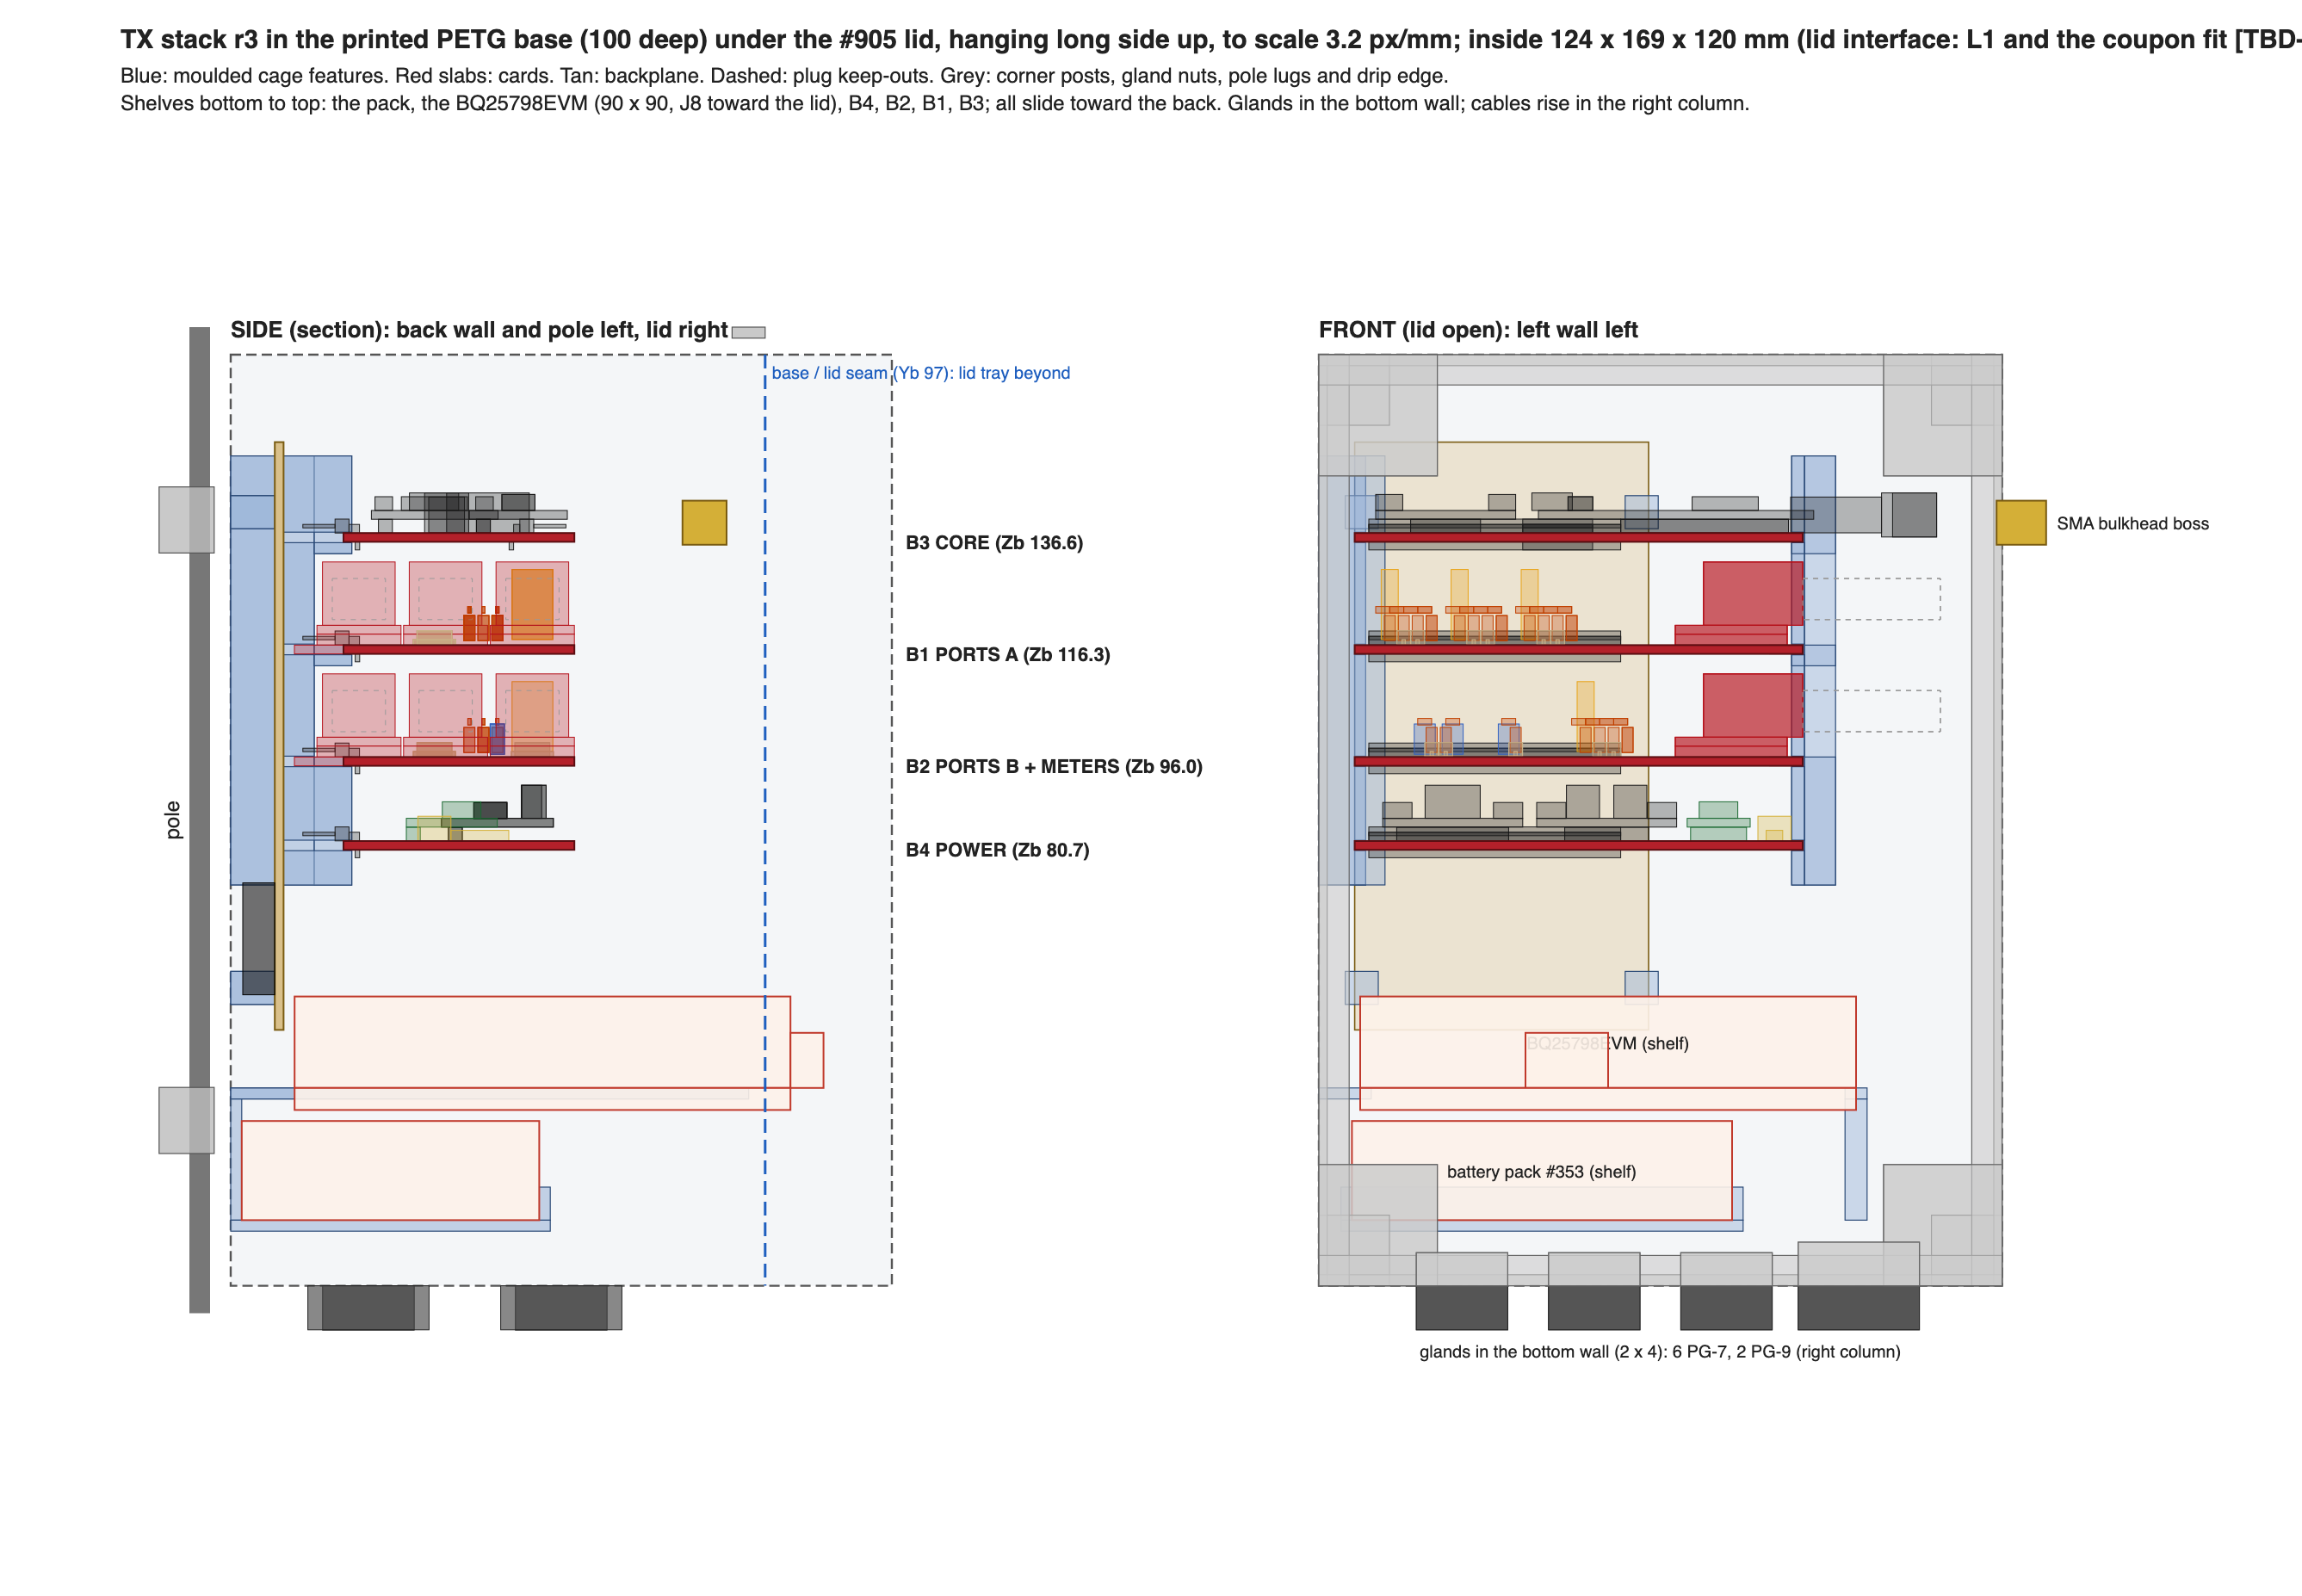 TX stack r3 in the printed PETG base (100 deep) under the #905 lid, hanging long side up, to scale 3.2 px/mm; inside 124 x 169 x 120 mm (lid interface: L1 and the coupon fit [TBD-
Blue: moulded cage features. Red slabs: cards. Tan: backplane. Dashed: plug keep-outs. Grey: corner posts, gland nuts, pole lugs and drip edge.
Shelves bottom to top: the pack, the BQ25798EVM (90 x 90, J8 toward the lid), B4, B2, B1, B3; all slide toward the back. Glands in the bottom wall; cables rise in the right column.
SIDE (section): back wall and pole left, lid right
FRONT (lid open): left wall left
base / lid seam (Yb 97): lid tray beyond
SMA bulkhead boss
B3 CORE (Zb 136.6)
B1 PORTS A (Zb 116.3)
B2 PORTS B + METERS (Zb 96.0)
pole
B4 POWER (Zb 80.7)
BQ25798EVM (shelf)
battery pack #353 (shelf)
glands in the bottom wall (2 x 4): 6 PG-7, 2 PG-9 (right column)